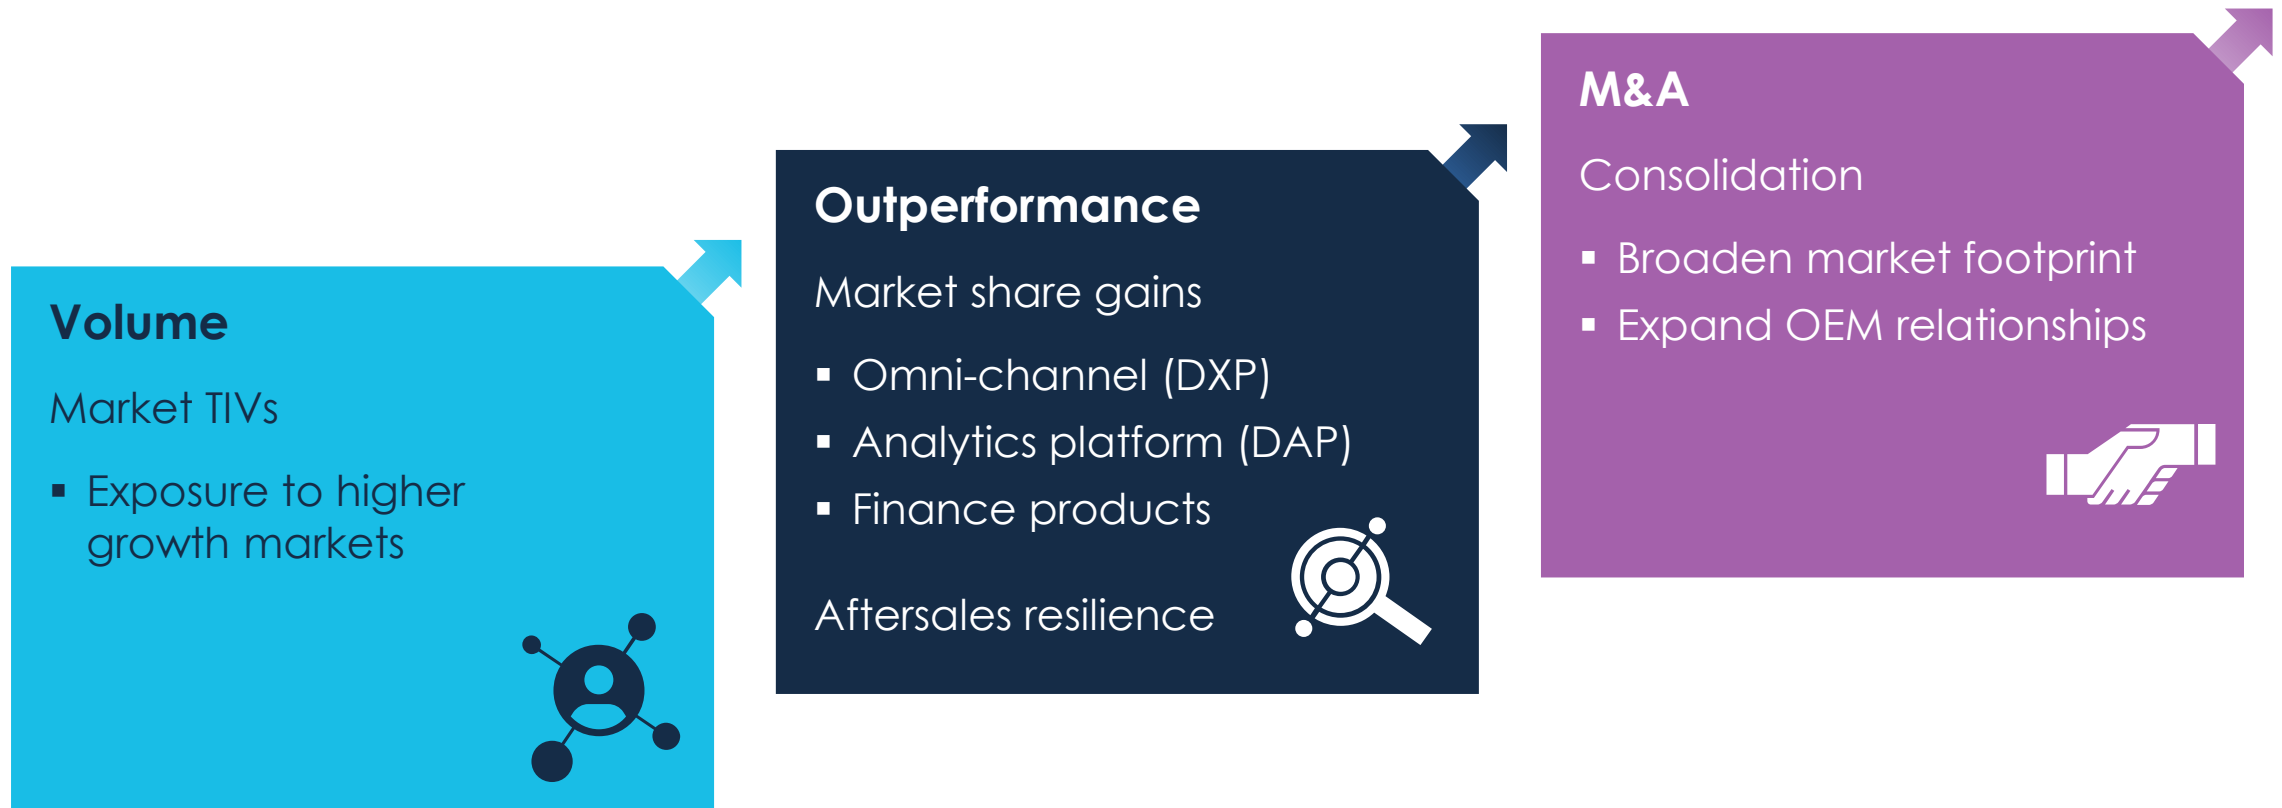 Volume
Market TIVs
▪ Exposure to higher
growth markets
Outperformance
Market share gains
▪ Omni-channel (DXP)
▪ Analytics platform (DAP)
▪ Finance products
Aftersales resilience
M&A
Consolidation
▪ Broaden market footprint
▪ Expand OEM relationships